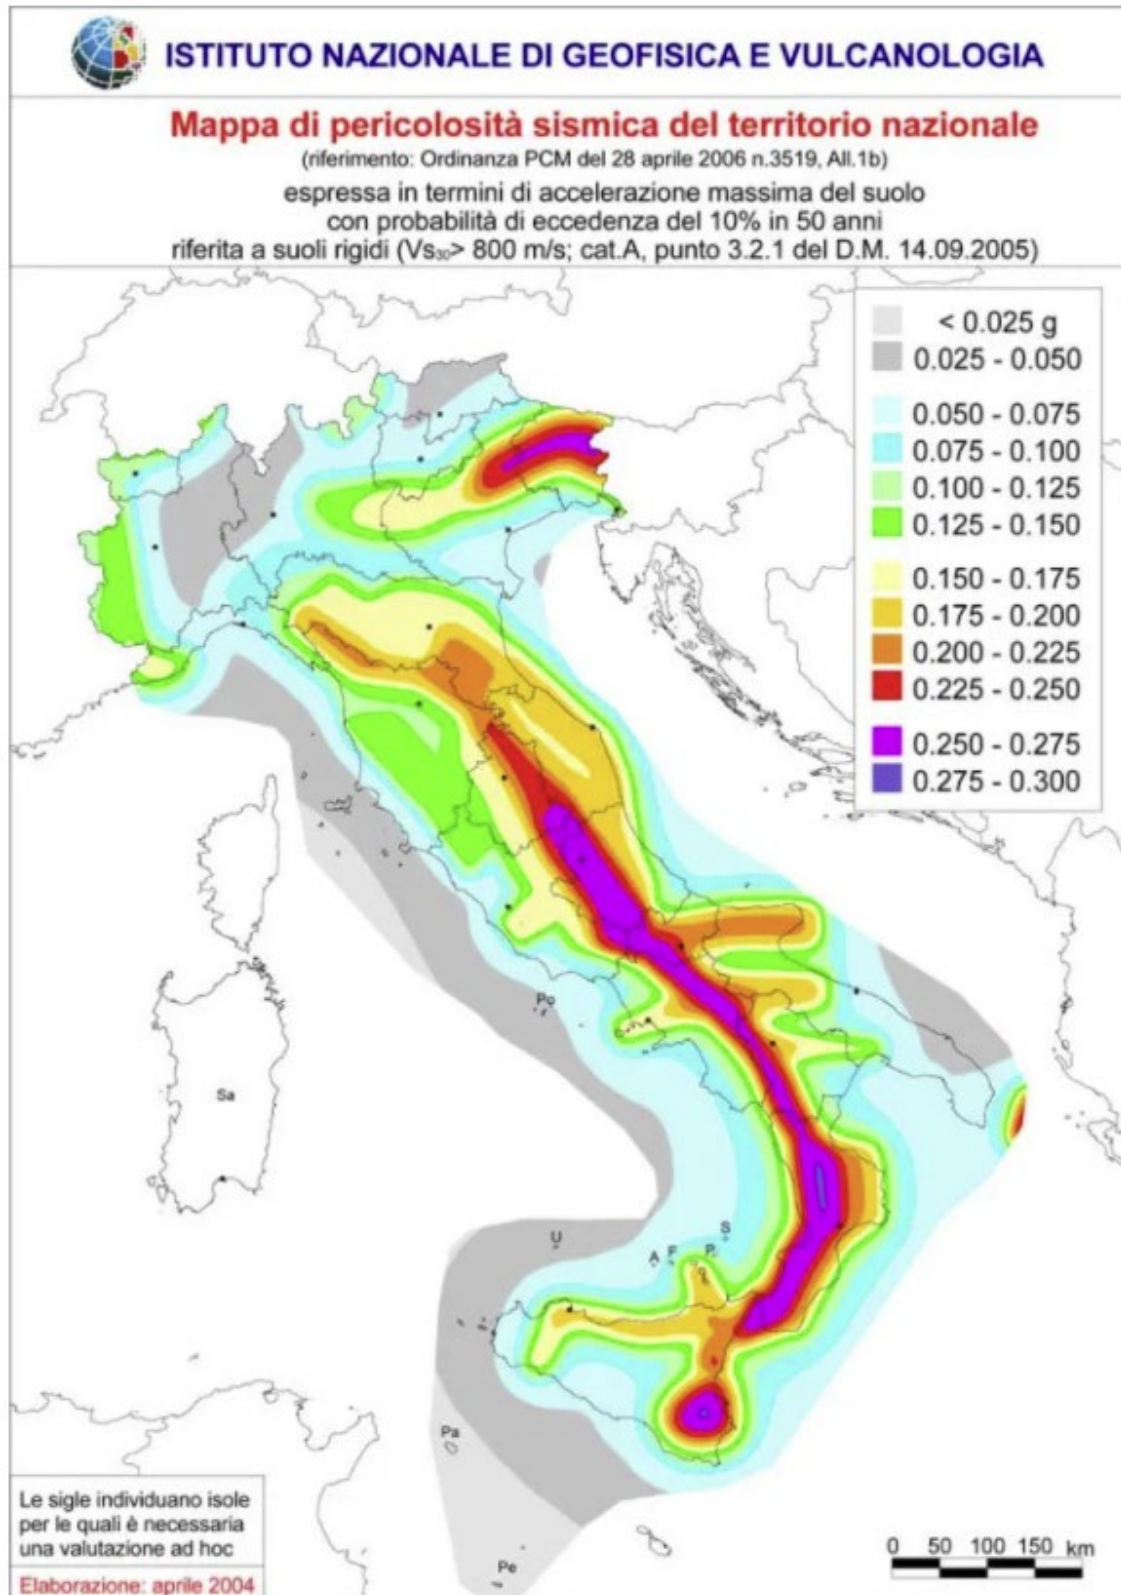 ISTITUTO NAZIONALE DI GEOFISICA E VULCANOLOGIA
Mappa di pericolosità sismica del territorio nazionale
(riferimento: Ordinanza PCM del 28 aprile 2006 n.3519, All.1b)
espressa in termini di accelerazione massima del suolo
con probabilità di eccedenza del 10% in 50 anni
riferita a suoli rigidi (Vs₃₀> 800 m/s; cat.A, punto 3.2.1 del D.M. 14.09.2005)
< 0.025 g
0.025 - 0.050
0.050 - 0.075
0.075 - 0.100
0.100 - 0.125
0.125 - 0.150
0.150 - 0.175
0.175 - 0.200
0.200 - 0.225
0.225 - 0.250
0.250 - 0.275
0.275 - 0.300
Po
Sa
S
U
A
F
P
Pa
Pe
Le sigle individuano isole
per le quali è necessaria
una valutazione ad hoc
Elaborazione: aprile 2004
0 50 100 150 km